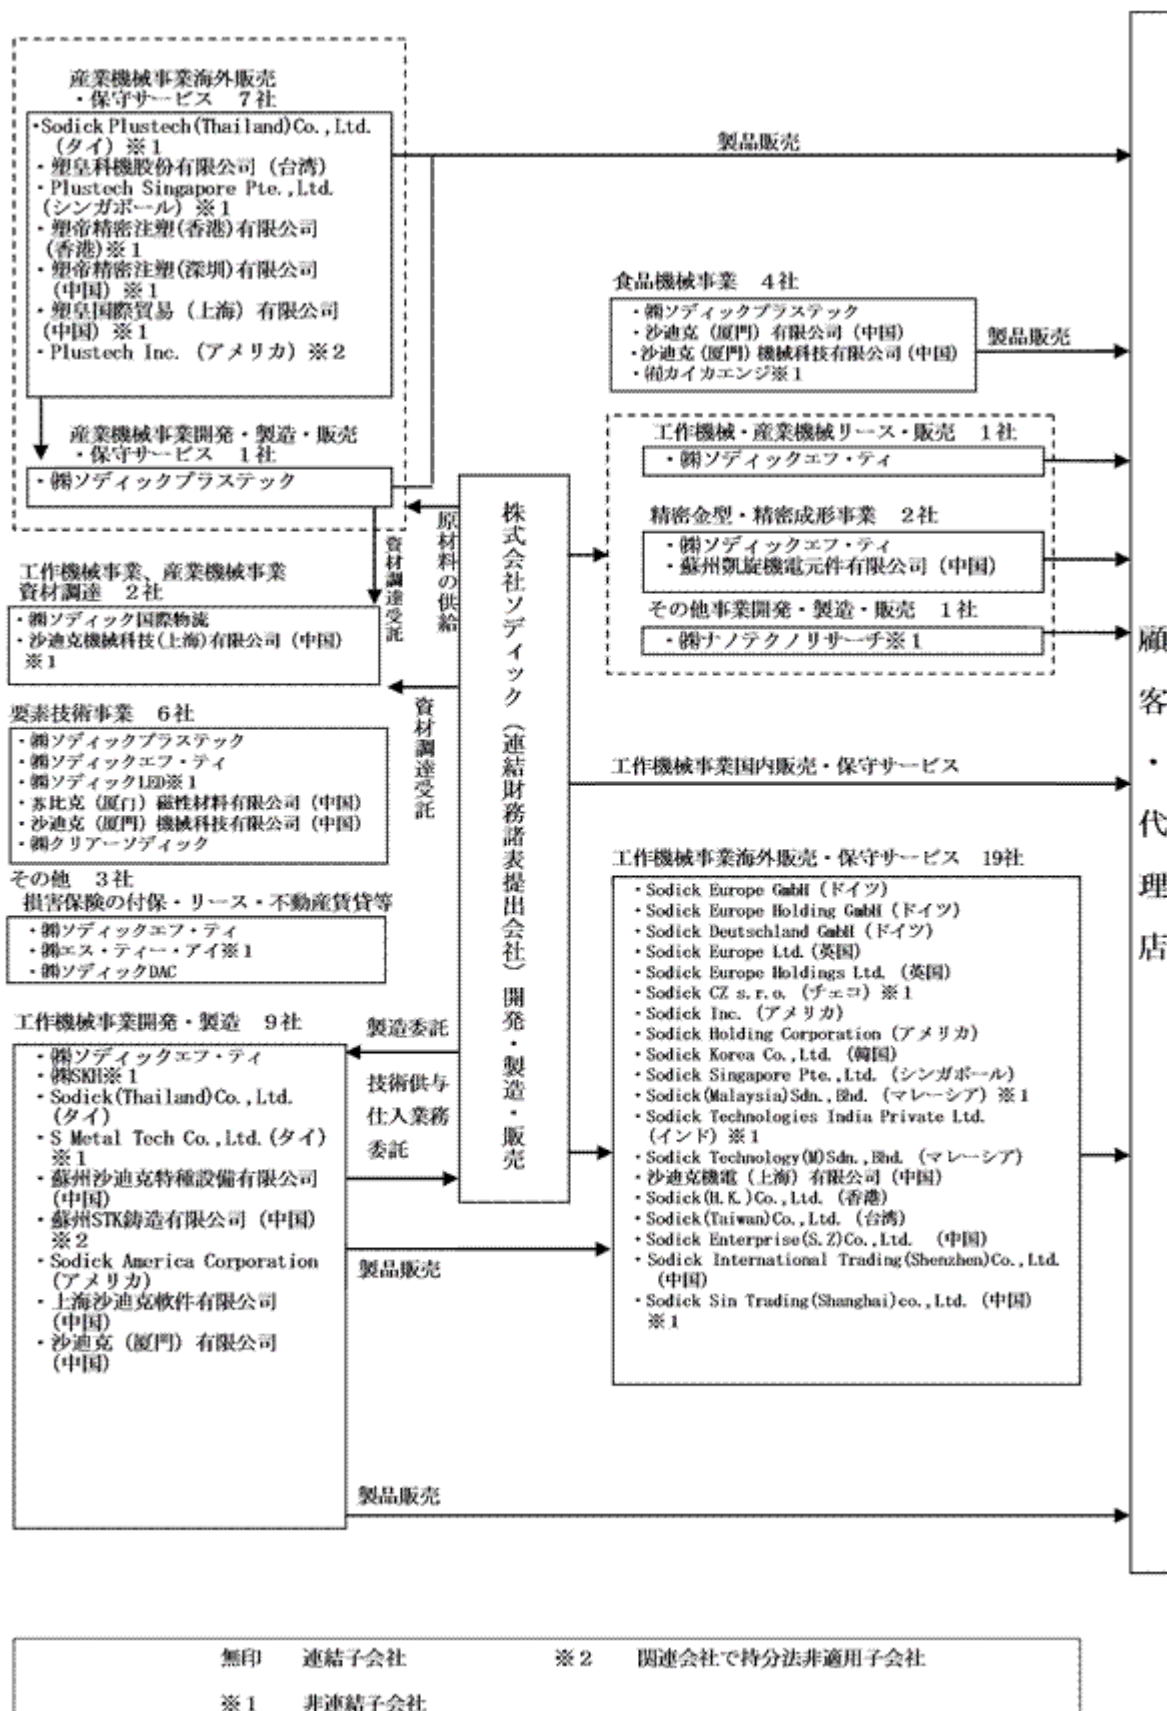 産業機械事業海外販売
・保守サービス 7社
・Sodick Plustech(Thailand)Co.,Ltd.
(タイ) ※1
・塑皇科機股份有限公司 (台湾)
・Plustech Singapore Pte.,Ltd.
(シンガポール) ※1
・塑帝精密注塑(香港)有限公司
(香港)※1
・塑帝精密注塑(深圳)有限公司
(中国) ※1
・塑皇国際貿易 (上海) 有限公司
(中国) ※1
・Plustech Inc. (アメリカ) ※2
産業機械事業開発・製造・販売
・保守サービス 1社
・㈱ソディックプラステック
工作機械事業、産業機械事業
資材調達 2社
・㈱ソディック国際物流
・沙迪克機械科技(上海)有限公司 (中国)
※1
要素技術事業 6社
・㈱ソディックプラステック
・㈱ソディックエフ・ティ
・㈱ソディックLED※1
・苏比克 (厦门) 磁性材料有限公司 (中国)
・沙迪克 (厦門) 機械科技有限公司 (中国)
・㈱クリアーソディック
その他 3社
損害保険の付保・リース・不動産賃貸等
・㈱ソディックエフ・ティ
・㈱エス・ティー・アイ※1
・㈱ソディックDAC
工作機械事業開発・製造 9社
・㈱ソディックエフ・ティ
・㈱SKH※1
・Sodick(Thailand)Co.,Ltd.
(タイ)
・S Metal Tech Co.,Ltd.(タイ)
※1
・蘇州沙迪克特種設備有限公司
(中国)
・蘇州STK鋳造有限公司 (中国)
※2
・Sodick America Corporation
(アメリカ)
・上海沙迪克軟件有限公司
(中国)
・沙迪克 (厦門) 有限公司
(中国)
原材料の供給
資材調達受託
資材調達受託
製造委託
技術供与
仕入業務
委託
製品販売
製品販売
株式会社ソディック (連結財務諸表提出会社) 開発・製造・販売
製品販売
食品機械事業 4社
・㈱ソディックプラステック
・沙迪克 (厦門) 有限公司 (中国)
・沙迪克 (厦門) 機械科技有限公司 (中国)
・㈲カイカエンジ※1
製品販売
工作機械・産業機械リース・販売 1社
・㈱ソディックエフ・ティ
精密金型・精密成形事業 2社
・㈱ソディックエフ・ティ
・蘇州凱旋機電元件有限公司 (中国)
その他事業開発・製造・販売 1社
・㈱ナノテクノリサーチ※1
工作機械事業国内販売・保守サービス
工作機械事業海外販売・保守サービス 19社
・Sodick Europe GmbH (ドイツ)
・Sodick Europe Holding GmbH (ドイツ)
・Sodick Deutschland GmbH (ドイツ)
・Sodick Europe Ltd. (英国)
・Sodick Europe Holdings Ltd. (英国)
・Sodick CZ s.r.o. (チェコ) ※1
・Sodick Inc. (アメリカ)
・Sodick Holding Corporation (アメリカ)
・Sodick Korea Co.,Ltd. (韓国)
・Sodick Singapore Pte.,Ltd. (シンガポール)
・Sodick(Malaysia)Sdn.,Bhd. (マレーシア) ※1
・Sodick Technologies India Private Ltd.
(インド) ※1
・Sodick Technology(M)Sdn.,Bhd. (マレーシア)
・沙迪克機電 (上海) 有限公司 (中国)
・Sodick(H.K.)Co.,Ltd. (香港)
・Sodick(Taiwan)Co.,Ltd. (台湾)
・Sodick Enterprise(S.Z)Co.,Ltd. (中国)
・Sodick International Trading(Shenzhen)Co.,Ltd.
(中国)
・Sodick Sin Trading(Shanghai)co.,Ltd. (中国)
※1
顧客・代理店
無印 連結子会社 ※2 関連会社で持分法非適用子会社
※1 非連結子会社